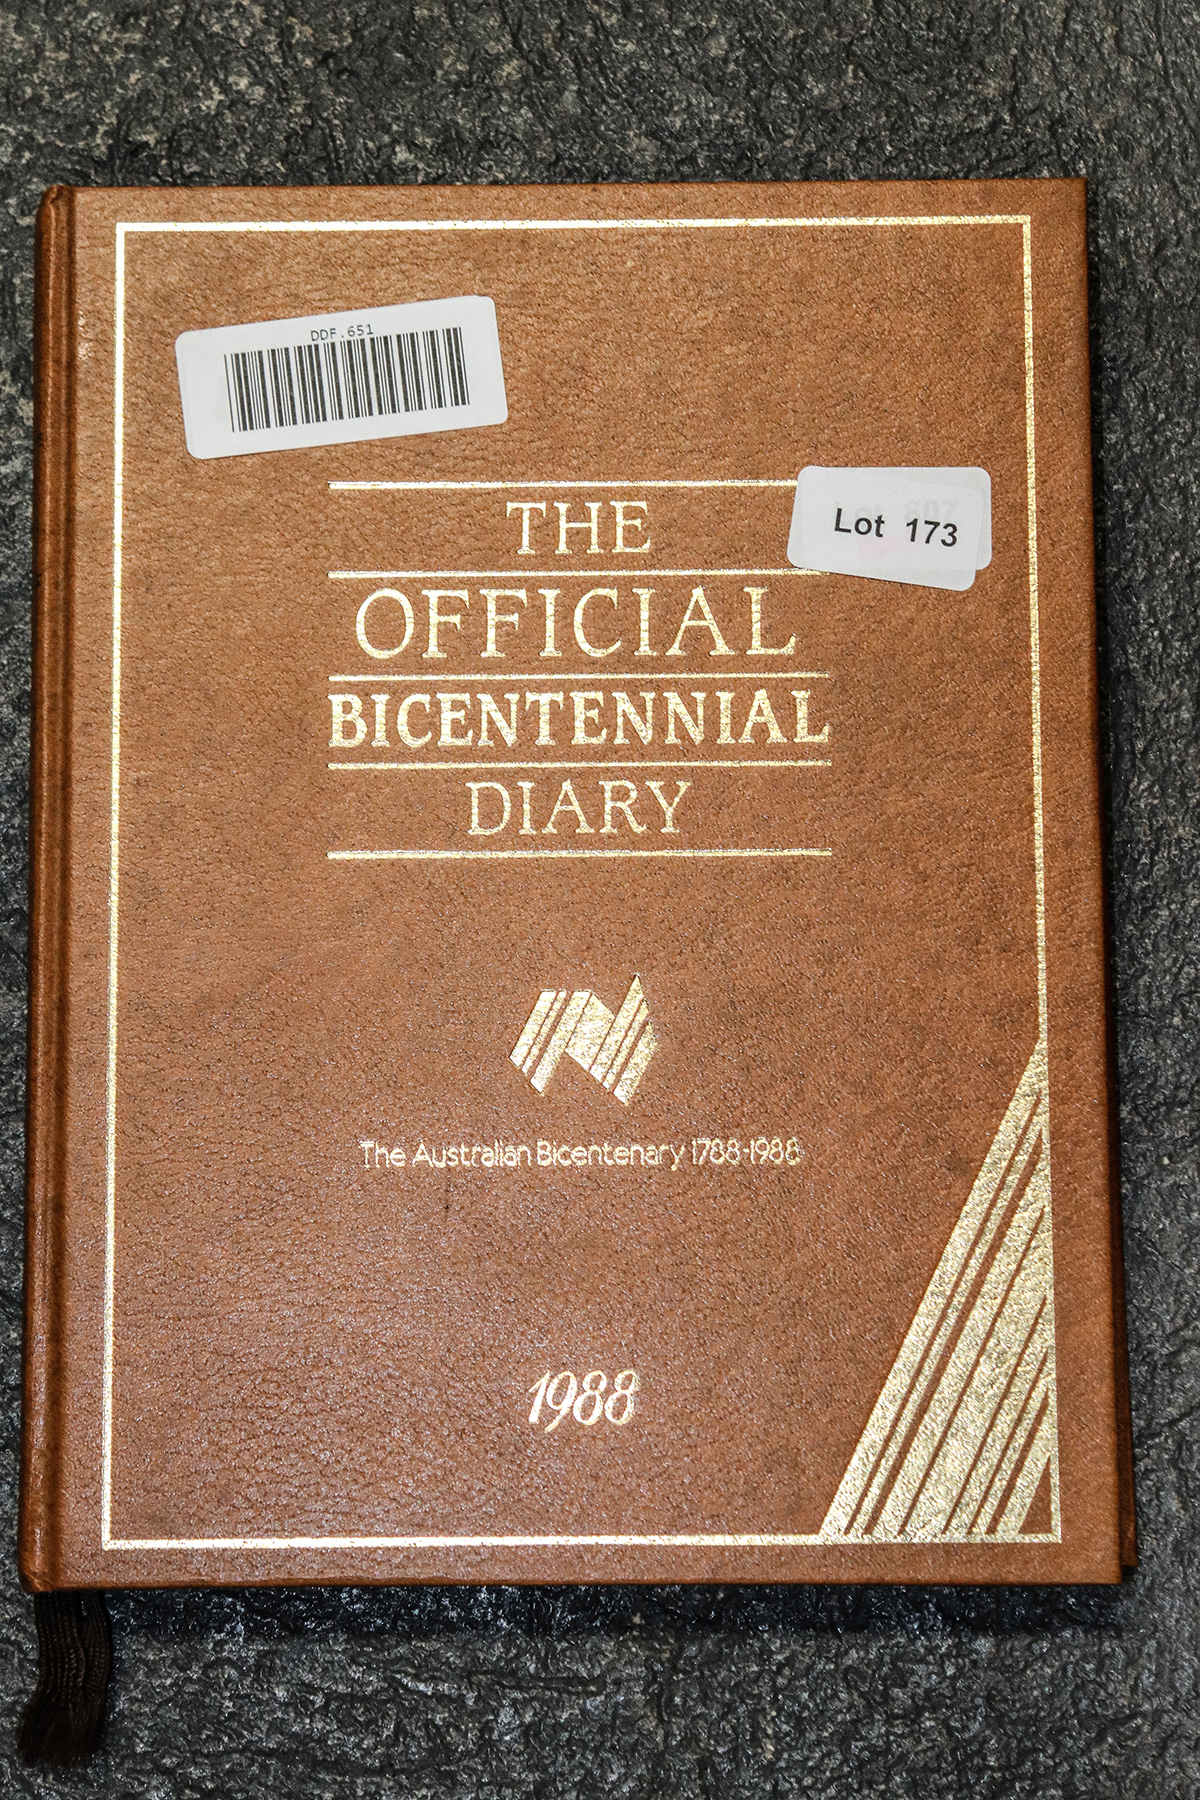 DDF.651
Lot 173
THE
OFFICIAL
BICENTENNIAL
DIARY
The Australian Bicentenary 1788-1988
1988